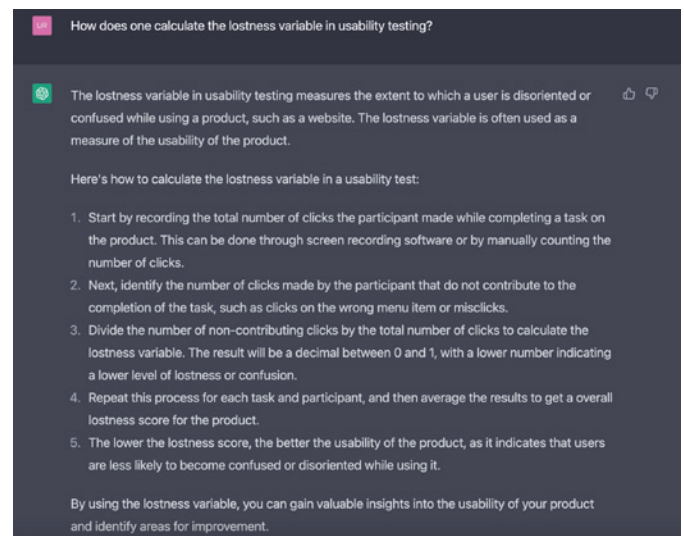 UR
How does one calculate the lostness variable in usability testing?
The lostness variable in usability testing measures the extent to which a user is disoriented or
confused while using a product, such as a website. The lostness variable is often used as a
measure of the usability of the product.
Here's how to calculate the lostness variable in a usability test:
1. Start by recording the total number of clicks the participant made while completing a task on
the product. This can be done through screen recording software or by manually counting the
number of clicks.
2. Next, identify the number of clicks made by the participant that do not contribute to the
completion of the task, such as clicks on the wrong menu item or misclicks.
3. Divide the number of non-contributing clicks by the total number of clicks to calculate the
lostness variable. The result will be a decimal between 0 and 1, with a lower number indicating
a lower level of lostness or confusion.
4. Repeat this process for each task and participant, and then average the results to get a overall
lostness score for the product.
5. The lower the lostness score, the better the usability of the product, as it indicates that users
are less likely to become confused or disoriented while using it.
By using the lostness variable, you can gain valuable insights into the usability of your product
and identify areas for improvement.